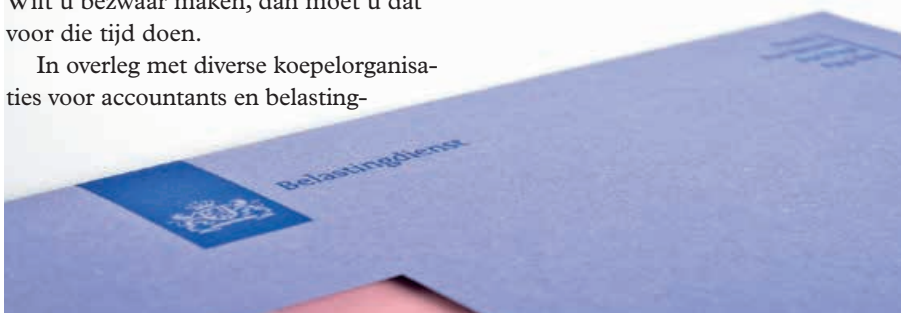 Wilt u bezwaar maken, dan moet u dat
voor die tijd doen.
In overleg met diverse koepelorganisa-
ties voor accountants en belasting-
Belastingdienst